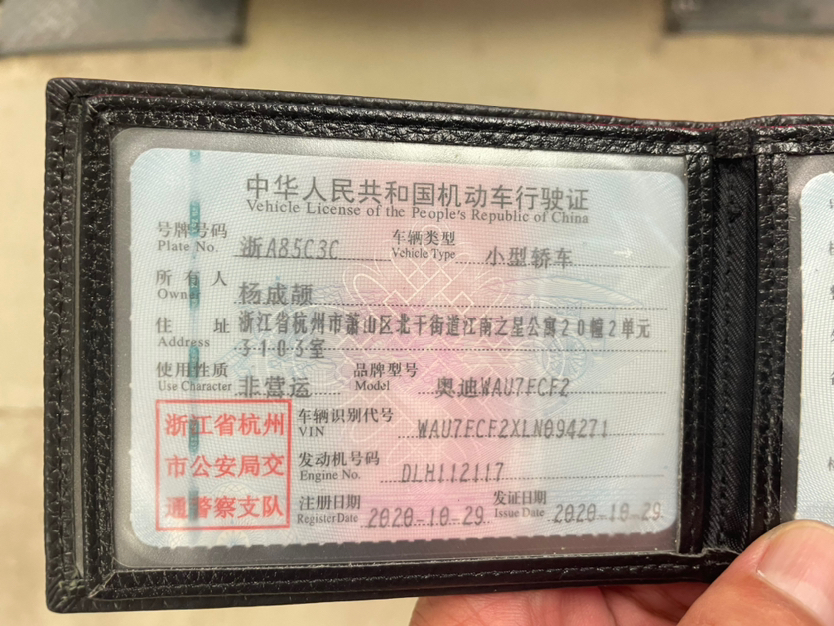 中华人民共和国机动车行驶证
Vehicle License of the People's Republic of China
号牌号码 Plate No. 浙A85C3C 车辆类型 Vehicle Type 小型轿车
所有人 Owner 杨成颉
住址 Address 浙江省杭州市萧山区北干街道江南之星公寓20幢2单元
3103室
使用性质 Use Character 非营运 品牌型号 Model 奥迪WAU7FCF2
车辆识别代号 VIN WAU7FCF2XLN094271
发动机号码 Engine No. DLH112117
注册日期 Register Date 2020-10-29 发证日期 Issue Date 2020-10-29
浙江省杭州
市公安局交
通警察支队